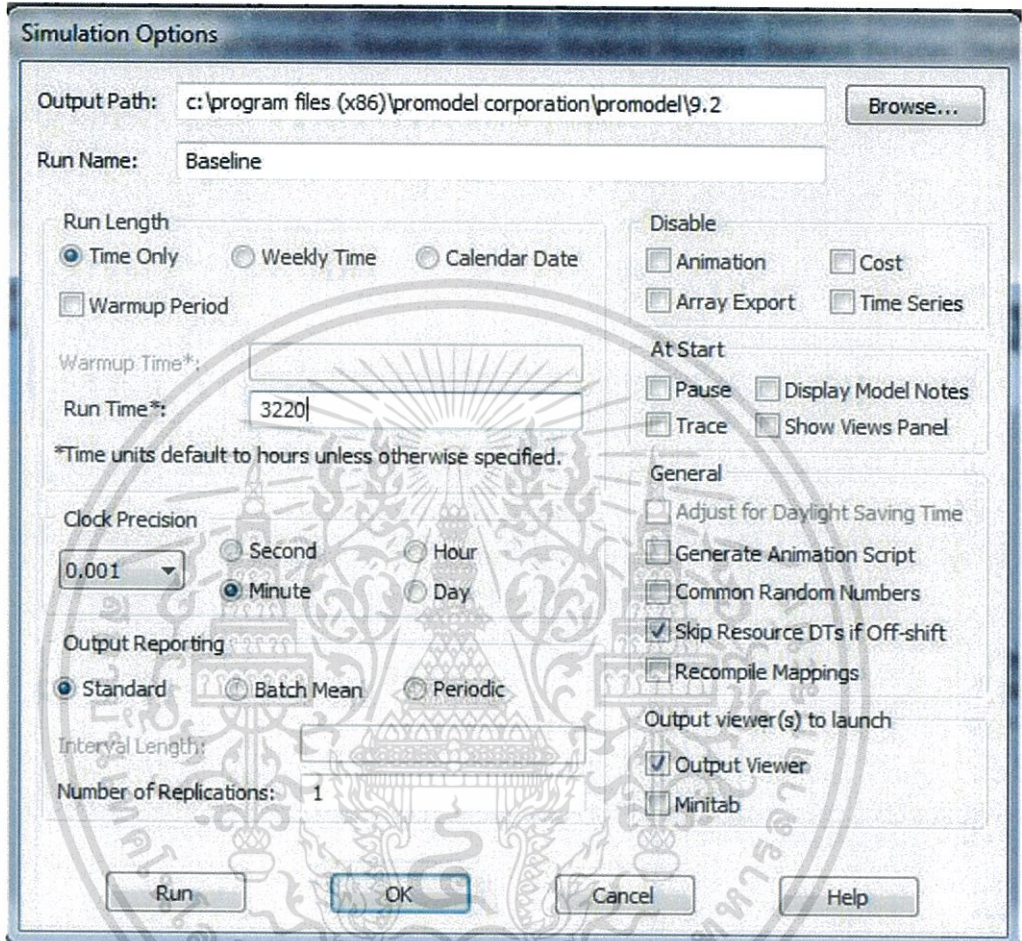 Simulation Options
Output Path: c:\program files (x86)\promodel corporation\promodel\9.2 Browse...
Run Name: Baseline
Run Length
Time Only Weekly Time Calendar Date
Warmup Period
Warmup Time*:
Run Time*: 3220
*Time units default to hours unless otherwise specified.
Clock Precision
0.001 Second Hour
Minute Day
Output Reporting
Standard Batch Mean Periodic
Interval Length:
Number of Replications: 1
Disable
Animation Cost
Array Export Time Series
At Start
Pause Display Model Notes
Trace Show Views Panel
General
Adjust for Daylight Saving Time
Generate Animation Script
Common Random Numbers
Skip Resource DTs if Off-shift
Recompile Mappings
Output viewer(s) to launch
Output Viewer
Minitab
Run OK Cancel Help